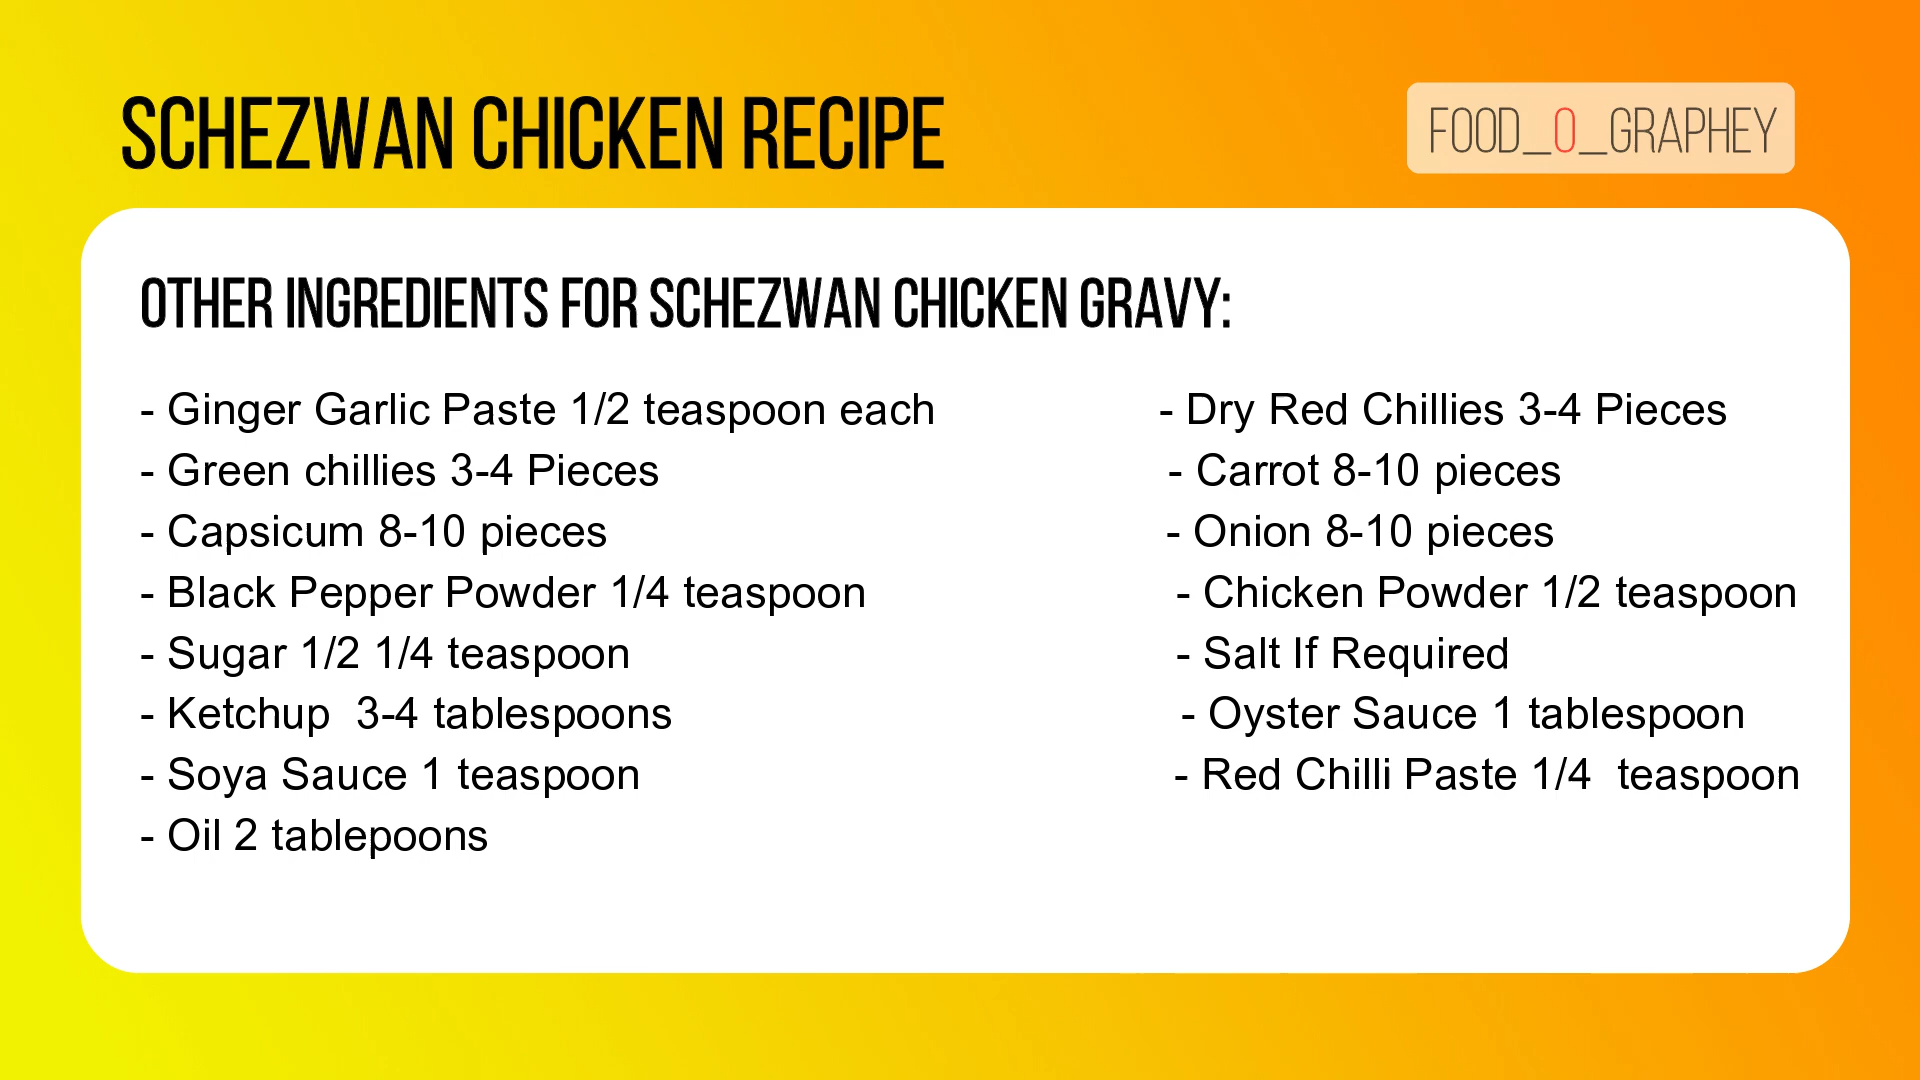 SCHEZWAN CHICKEN RECIPE
FOOD_O_GRAPHEY
OTHER INGREDIENTS FOR SCHEZWAN CHICKEN GRAVY:
- Ginger Garlic Paste 1/2 teaspoon each
- Green chillies 3-4 Pieces
- Capsicum 8-10 pieces
- Black Pepper Powder 1/4 teaspoon
- Sugar 1/2 1/4 teaspoon
- Ketchup  3-4 tablespoons
- Soya Sauce 1 teaspoon
- Oil 2 tablepoons
- Dry Red Chillies 3-4 Pieces
- Carrot 8-10 pieces
- Onion 8-10 pieces
- Chicken Powder 1/2 teaspoon
- Salt If Required
- Oyster Sauce 1 tablespoon
- Red Chilli Paste 1/4  teaspoon